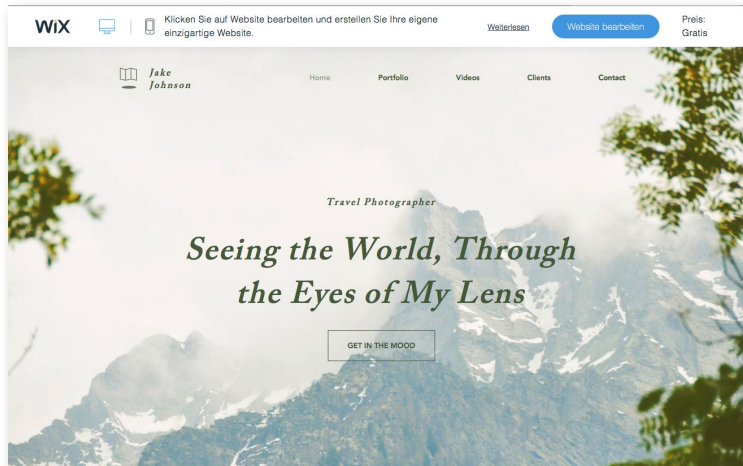 WiX
Klicken Sie auf Website bearbeiten und erstellen Sie Ihre eigene
einzigartige Website.
Weiterlesen
Website bearbeiten
Preis:
Gratis
Jake
Johnson
Home
Portfolio
Videos
Clients
Contact
Travel Photographer
Seeing the World, Through
the Eyes of My Lens
GET IN THE MOOD